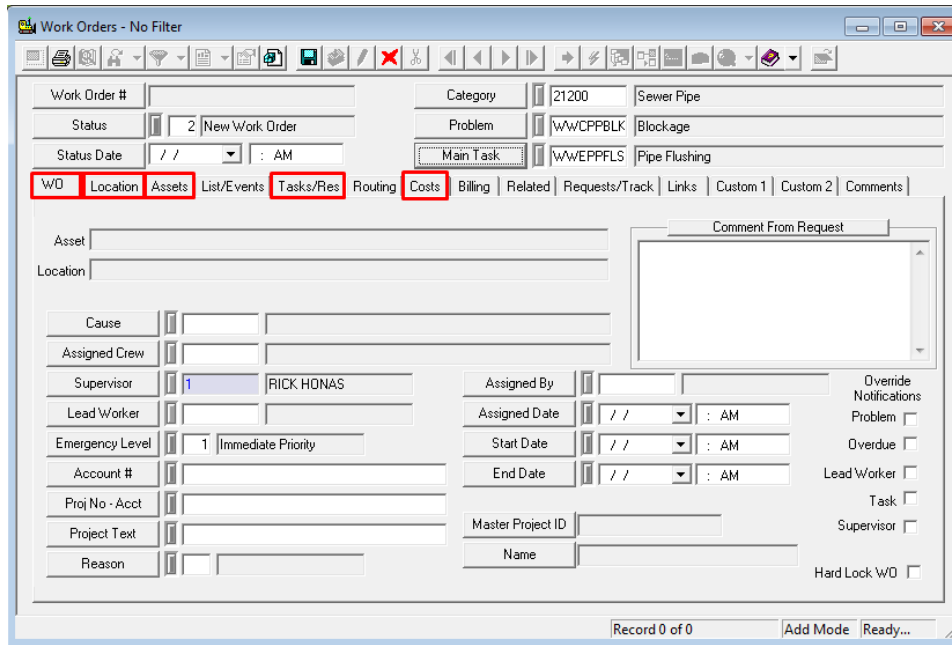 Work Orders - No Filter
Work Order # Category 21200 Sewer Pipe
Status 2 New Work Order Problem WWCPPBLK Blockage
Status Date / / : AM Main Task WWEPPFLS Pipe Flushing
WO Location Assets List/Events Tasks/Res Routing Costs Billing Related Requests/Track Links Custom 1 Custom 2 Comments
Comment From Request
Asset
Location
Cause
Assigned Crew
Supervisor 1 RICK HONAS Assigned By Override
Notifications
Lead Worker Assigned Date / / : AM Problem
Emergency Level 1 Immediate Priority Start Date / / : AM Overdue
Account # End Date / / : AM Lead Worker
Proj No - Acct Task
Project Text Master Project ID Supervisor
Reason Name
Hard Lock WO
Record 0 of 0 Add Mode Ready...